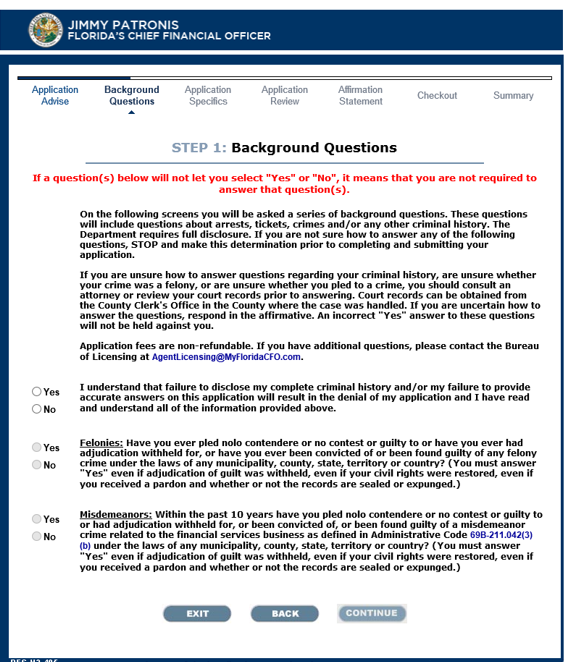 JIMMY PATRONIS
FLORIDA'S CHIEF FINANCIAL OFFICER
Application Advise
Background Questions
Application Specifics
Application Review
Affirmation Statement
Checkout
Summary
STEP 1: Background Questions
If a question(s) below will not let you select "Yes" or "No", it means that you are not required to
answer that question(s).
On the following screens you will be asked a series of background questions. These questions
will include questions about arrests, tickets, crimes and/or any other criminal history. The
Department requires full disclosure. If you are not sure how to answer any of the following
questions, STOP and make this determination prior to completing and submitting your
application.
If you are unsure how to answer questions regarding your criminal history, are unsure whether
your crime was a felony, or are unsure whether you pled to a crime, you should consult an
attorney or review your court records prior to answering. Court records can be obtained from
the County Clerk's Office in the County where the case was handled. If you are uncertain how to
answer the questions, respond in the affirmative. An incorrect "Yes" answer to these questions
will not be held against you.
Application fees are non-refundable. If you have additional questions, please contact the Bureau
of Licensing at AgentLicensing@MyFloridaCFO.com.
Yes
No
I understand that failure to disclose my complete criminal history and/or my failure to provide
accurate answers on this application will result in the denial of my application and I have read
and understand all of the information provided above.
Yes
No
Felonies: Have you ever pled nolo contendere or no contest or guilty to or have you ever had
adjudication withheld for, or have you ever been convicted of or been found guilty of any felony
crime under the laws of any municipality, county, state, territory or country? (You must answer
"Yes" even if adjudication of guilt was withheld, even if your civil rights were restored, even if
you received a pardon and whether or not the records are sealed or expunged.)
Yes
No
Misdemeanors: Within the past 10 years have you pled nolo contendere or no contest or guilty to
or had adjudication withheld for, or been convicted of, or been found guilty of a misdemeanor
crime related to the financial services business as defined in Administrative Code 69B-211.042(3)
(b) under the laws of any municipality, county, state, territory or country? (You must answer
"Yes" even if adjudication of guilt was withheld, even if your civil rights were restored, even if
you received a pardon and whether or not the records are sealed or expunged.)
EXIT
BACK
CONTINUE